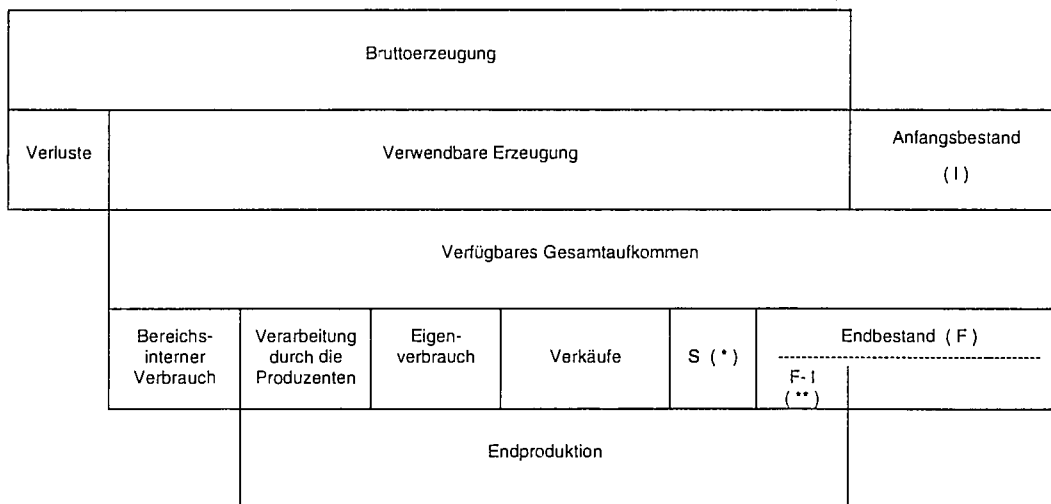 Bruttoerzeugung
Verluste
Verwendbare Erzeugung
Anfangsbestand
( I )
Verfügbares Gesamtaufkommen
Bereichs-
interner
Verbrauch
Verarbeitung
durch die
Produzenten
Eigen-
verbrauch
Verkäufe
S (*)
Endbestand ( F )
F-I
(**)
Endproduktion